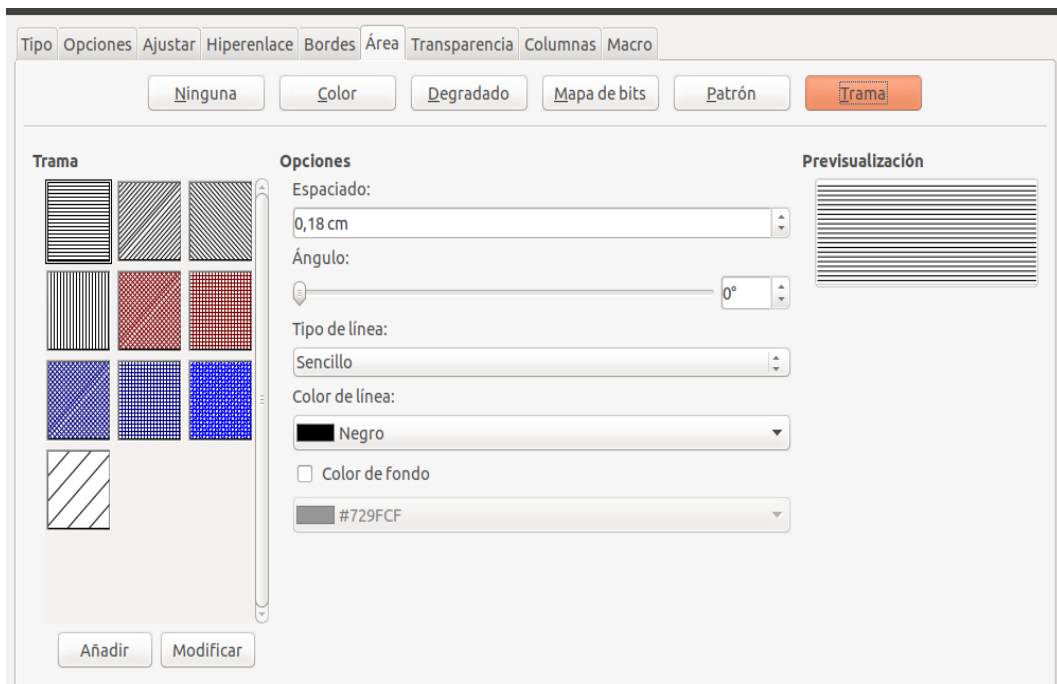 Tipo Opciones Ajustar Hiperenlace Bordes Área Transparencia Columnas Macro
Ninguna Color Degradado Mapa de bits Patrón Trama
Trama
Opciones
Previsualización
Espaciado:
0,18 cm
Ángulo:
0°
Tipo de línea:
Sencillo
Color de línea:
Negro
Color de fondo
#729FCF
Añadir Modificar